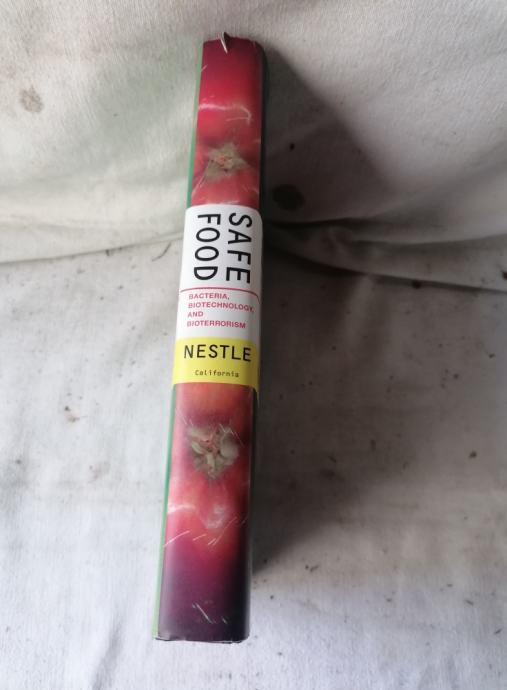 SAFE
FOOD
BACTERIA,
BIOTECHNOLOGY,
AND
BIOTERRORISM
NESTLE
California